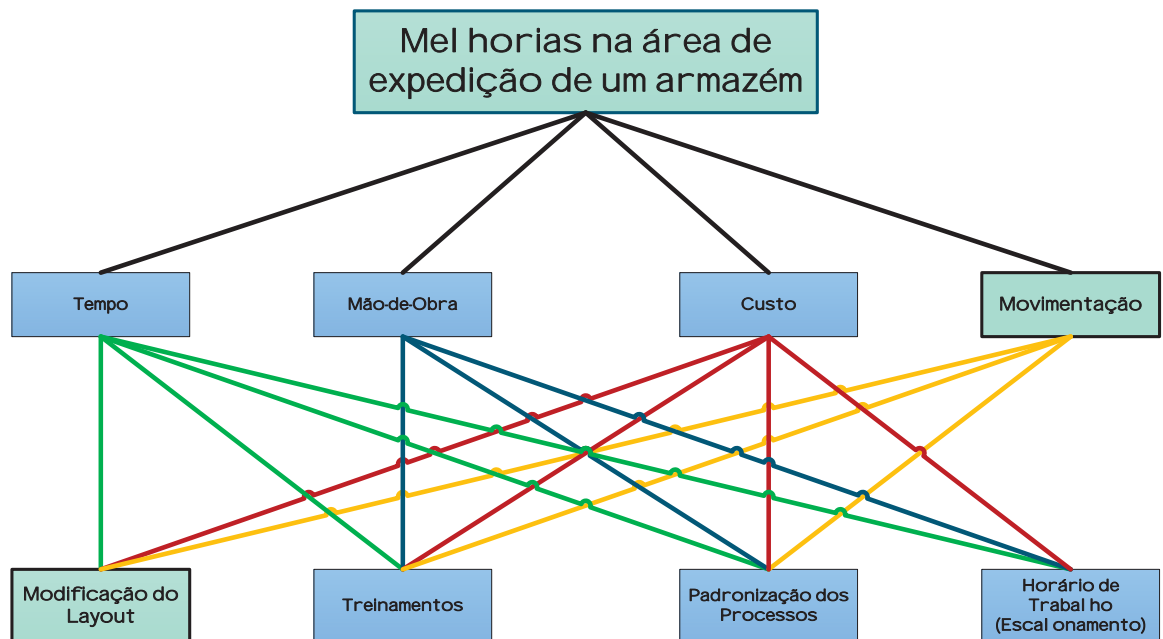 Mel horias na área de
expedição de um armazém
Tempo
Mão-de-Obra
Custo
Movimentação
Modificação do
Layout
Treinamentos
Padronização dos
Processos
Horário de
Trabal ho
(Escal onamento)